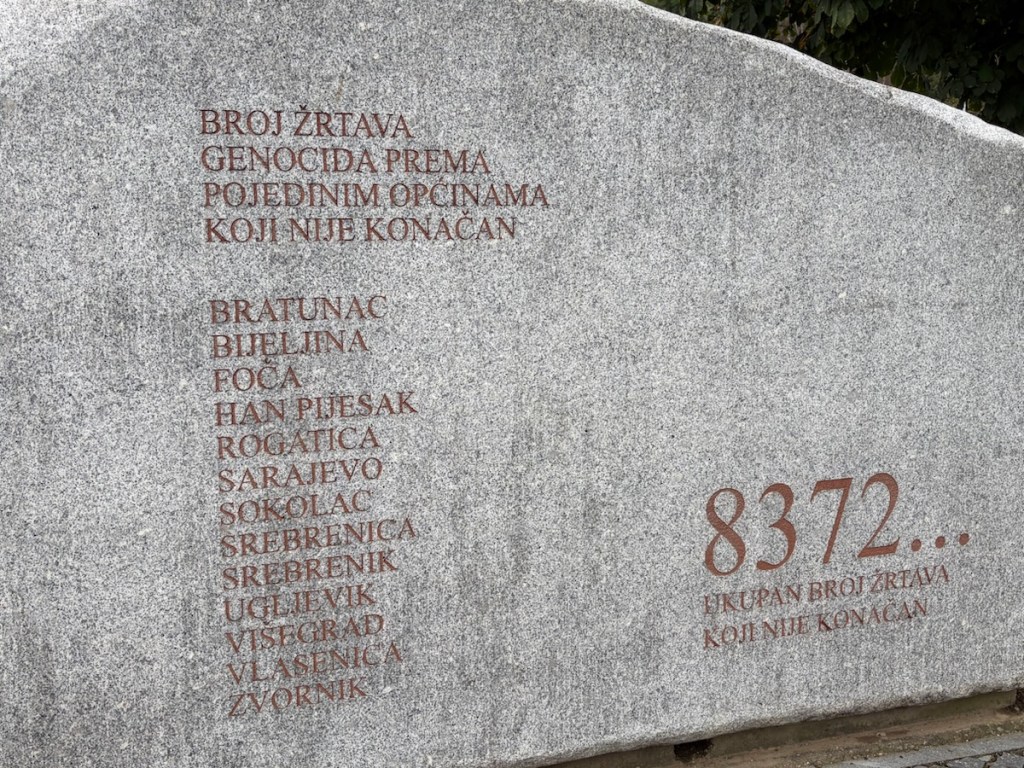 BROJ ŽRTAVA
GENOCIDA PREMA
POJEDINIM OPĆINAMA
KOJI NIJE KONAČAN
BRATUNAC
BIJELJINA
FOČA
HAN PIJESAK
ROGATICA
SARAJEVO
SOKOLAC
SREBRENICA
SREBRENIK
UGLJEVIK
VIŠEGRAD
VLASENICA
ZVORNIK
8372...
UKUPAN BROJ ŽRTAVA
KOJI NIJE KONAČAN